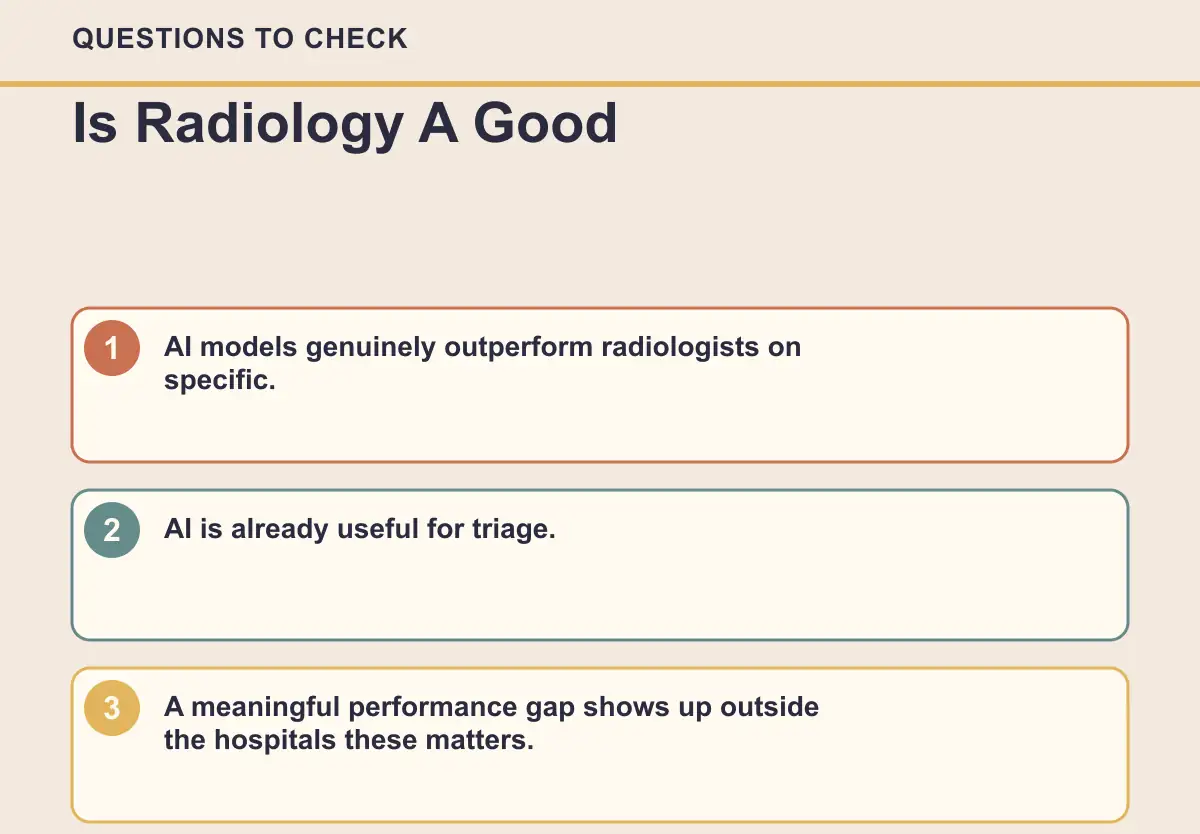 QUESTIONS TO CHECK
Is Radiology A Good
1
AI models genuinely outperform radiologists on
specific.
2
AI is already useful for triage.
3
A meaningful performance gap shows up outside
the hospitals these matters.